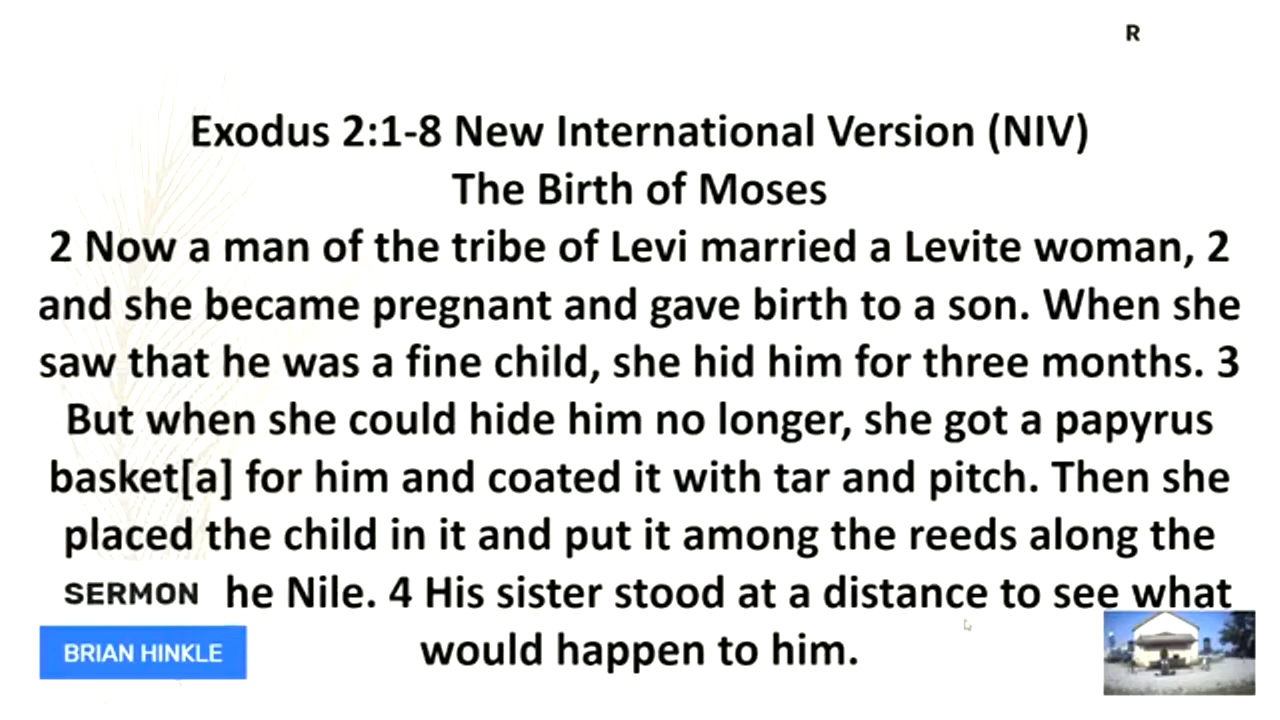 R
Exodus 2:1-8 New International Version (NIV)
The Birth of Moses
2 Now a man of the tribe of Levi married a Levite woman, 2
and she became pregnant and gave birth to a son. When she
saw that he was a fine child, she hid him for three months. 3
But when she could hide him no longer, she got a papyrus
basket[a] for him and coated it with tar and pitch. Then she
placed the child in it and put it among the reeds along the
SERMON he Nile. 4 His sister stood at a distance to see what
BRIAN HINKLE would happen to him.